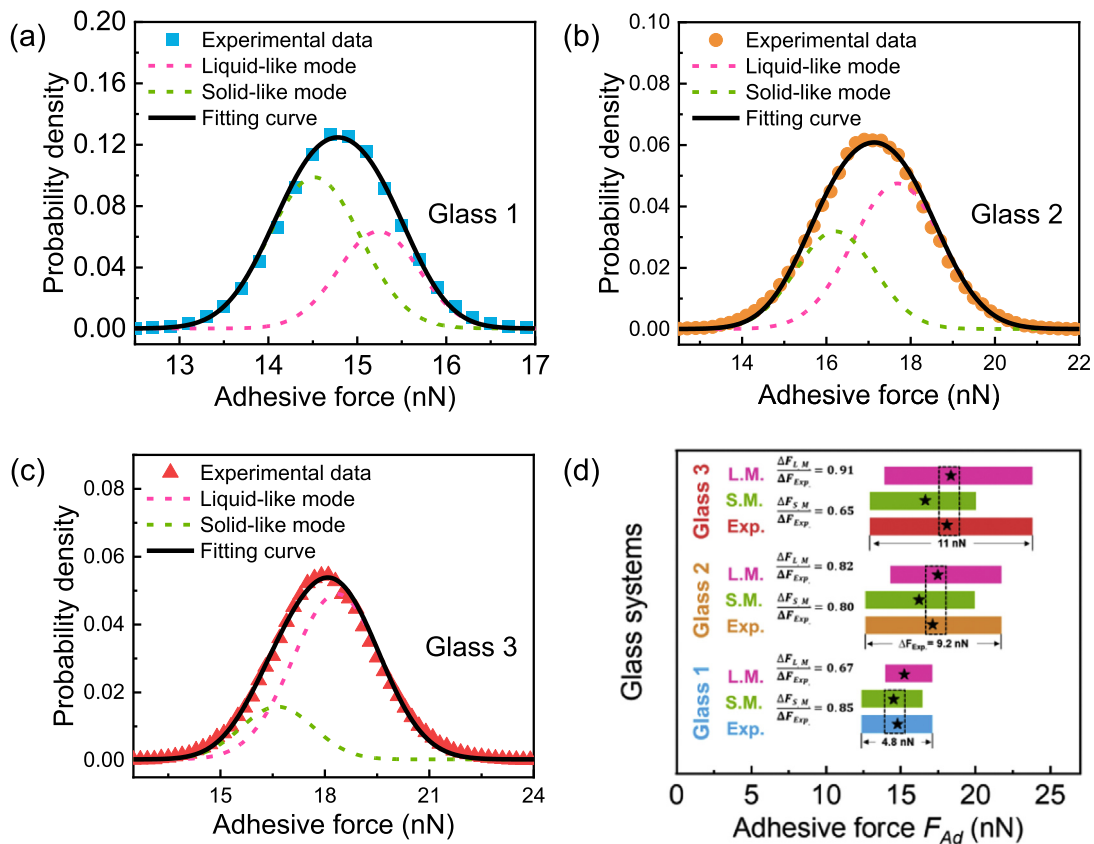 (a)
0.20
0.16
0.12
0.08
0.04
0.00
Probability density
Experimental data
Liquid-like mode
Solid-like mode
Fitting curve
Glass 1
13 14 15 16 17
Adhesive force (nN)
(b)
0.10
0.08
0.06
0.04
0.02
0.00
Probability density
Experimental data
Liquid-like mode
Solid-like mode
Fitting curve
Glass 2
14 16 18 20 22
Adhesive force (nN)
(c)
0.08
0.06
0.04
0.02
0.00
Probability density
Experimental data
Liquid-like mode
Solid-like mode
Fitting curve
Glass 3
15 18 21 24
Adhesive force (nN)
(d)
Glass systems
Glass 3
L.M. ΔF_L.M./ΔF_Exp. = 0.91
S.M. ΔF_S.M./ΔF_Exp. = 0.65
Exp.
11 nN
Glass 2
L.M. ΔF_L.M./ΔF_Exp. = 0.82
S.M. ΔF_S.M./ΔF_Exp. = 0.80
Exp.
ΔF_Exp. = 9.2 nN
Glass 1
L.M. ΔF_L.M./ΔF_Exp. = 0.67
S.M. ΔF_S.M./ΔF_Exp. = 0.85
Exp.
4.8 nN
0 5 10 15 20 25
Adhesive force F_Ad (nN)